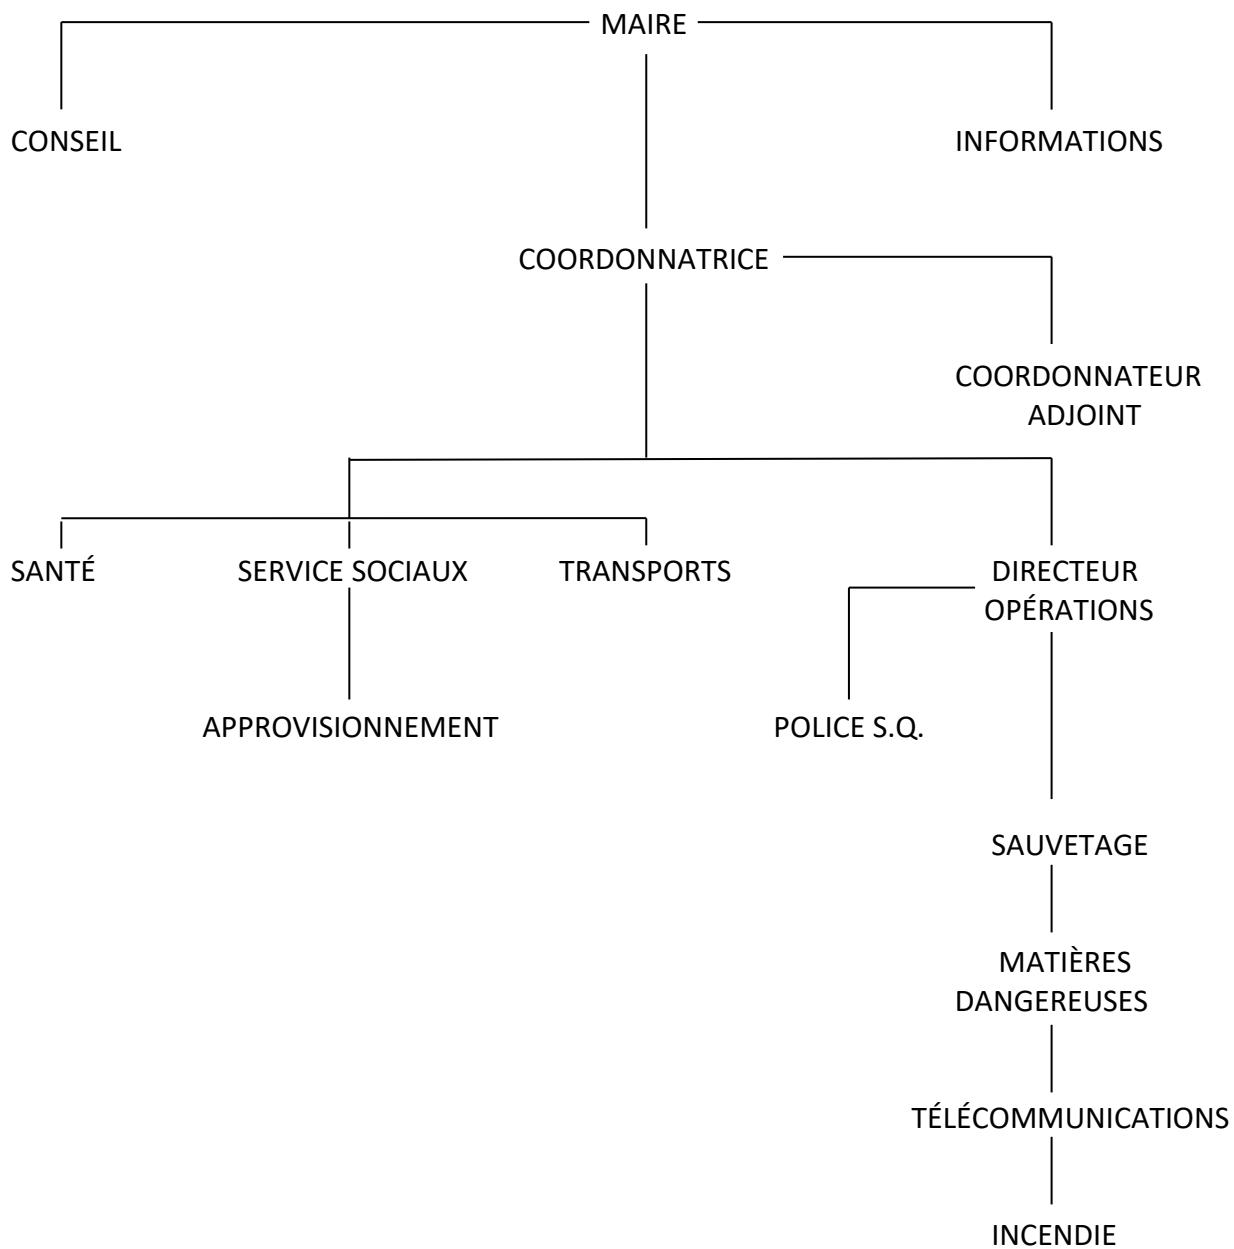 MAIRE
CONSEIL
INFORMATIONS
COORDONNATRICE
COORDONNATEUR
ADJOINT
SANTÉ
SERVICE SOCIAUX
TRANSPORTS
DIRECTEUR
OPÉRATIONS
APPROVISIONNEMENT
POLICE S.Q.
SAUVETAGE
MATIÈRES
DANGEREUSES
TÉLÉCOMMUNICATIONS
INCENDIE